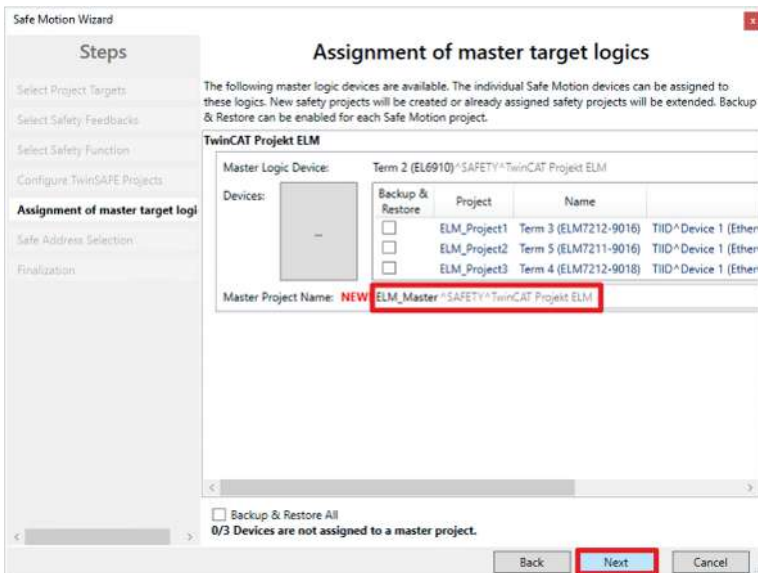 Safe Motion Wizard
x
Steps
Select Project Targets
Select Safety Feedbacks
Select Safety Function
Configure TwinSAFE Projects
Assignment of master target logi
Safe Address Selection
Finalization
Assignment of master target logics
The following master logic devices are available. The individual Safe Motion devices can be assigned to
these logics. New safety projects will be created or already assigned safety projects will be extended. Backup
& Restore can be enabled for each Safe Motion project.
TwinCAT Projekt ELM
Master Logic Device: Term 2 (EL6910)^SAFETY^TwinCAT Projekt ELM
Devices:
...
Backup & Restore Project Name
ELM_Project1 Term 3 (ELM7212-9016) TIID^Device 1 (Ether
ELM_Project2 Term 5 (ELM7211-9016) TIID^Device 1 (Ether
ELM_Project3 Term 4 (ELM7212-9018) TIID^Device 1 (Ether
Master Project Name: NEW ELM_Master ^SAFETY^TwinCAT Projekt ELM
Backup & Restore All
0/3 Devices are not assigned to a master project.
Back Next Cancel